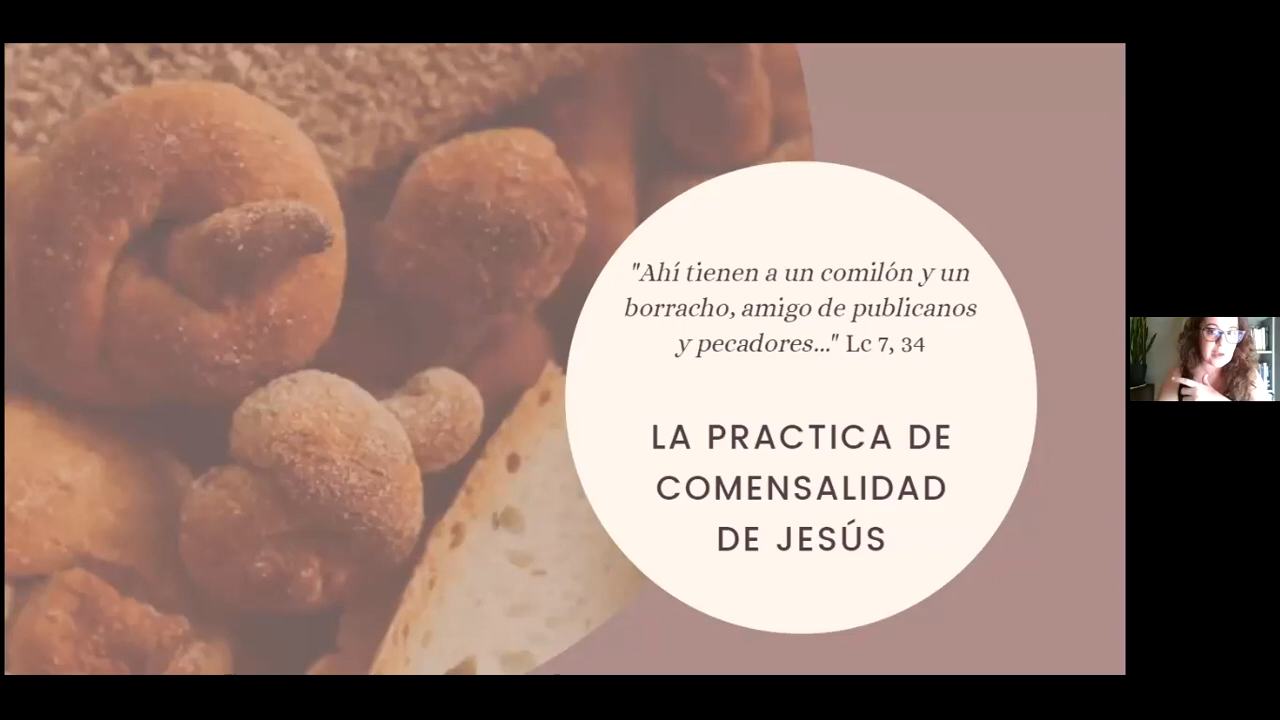 "Ahí tienen a un comilón y un
borracho, amigo de publicanos
y pecadores..." Lc 7, 34
LA PRACTICA DE
COMENSALIDAD
DE JESÚS